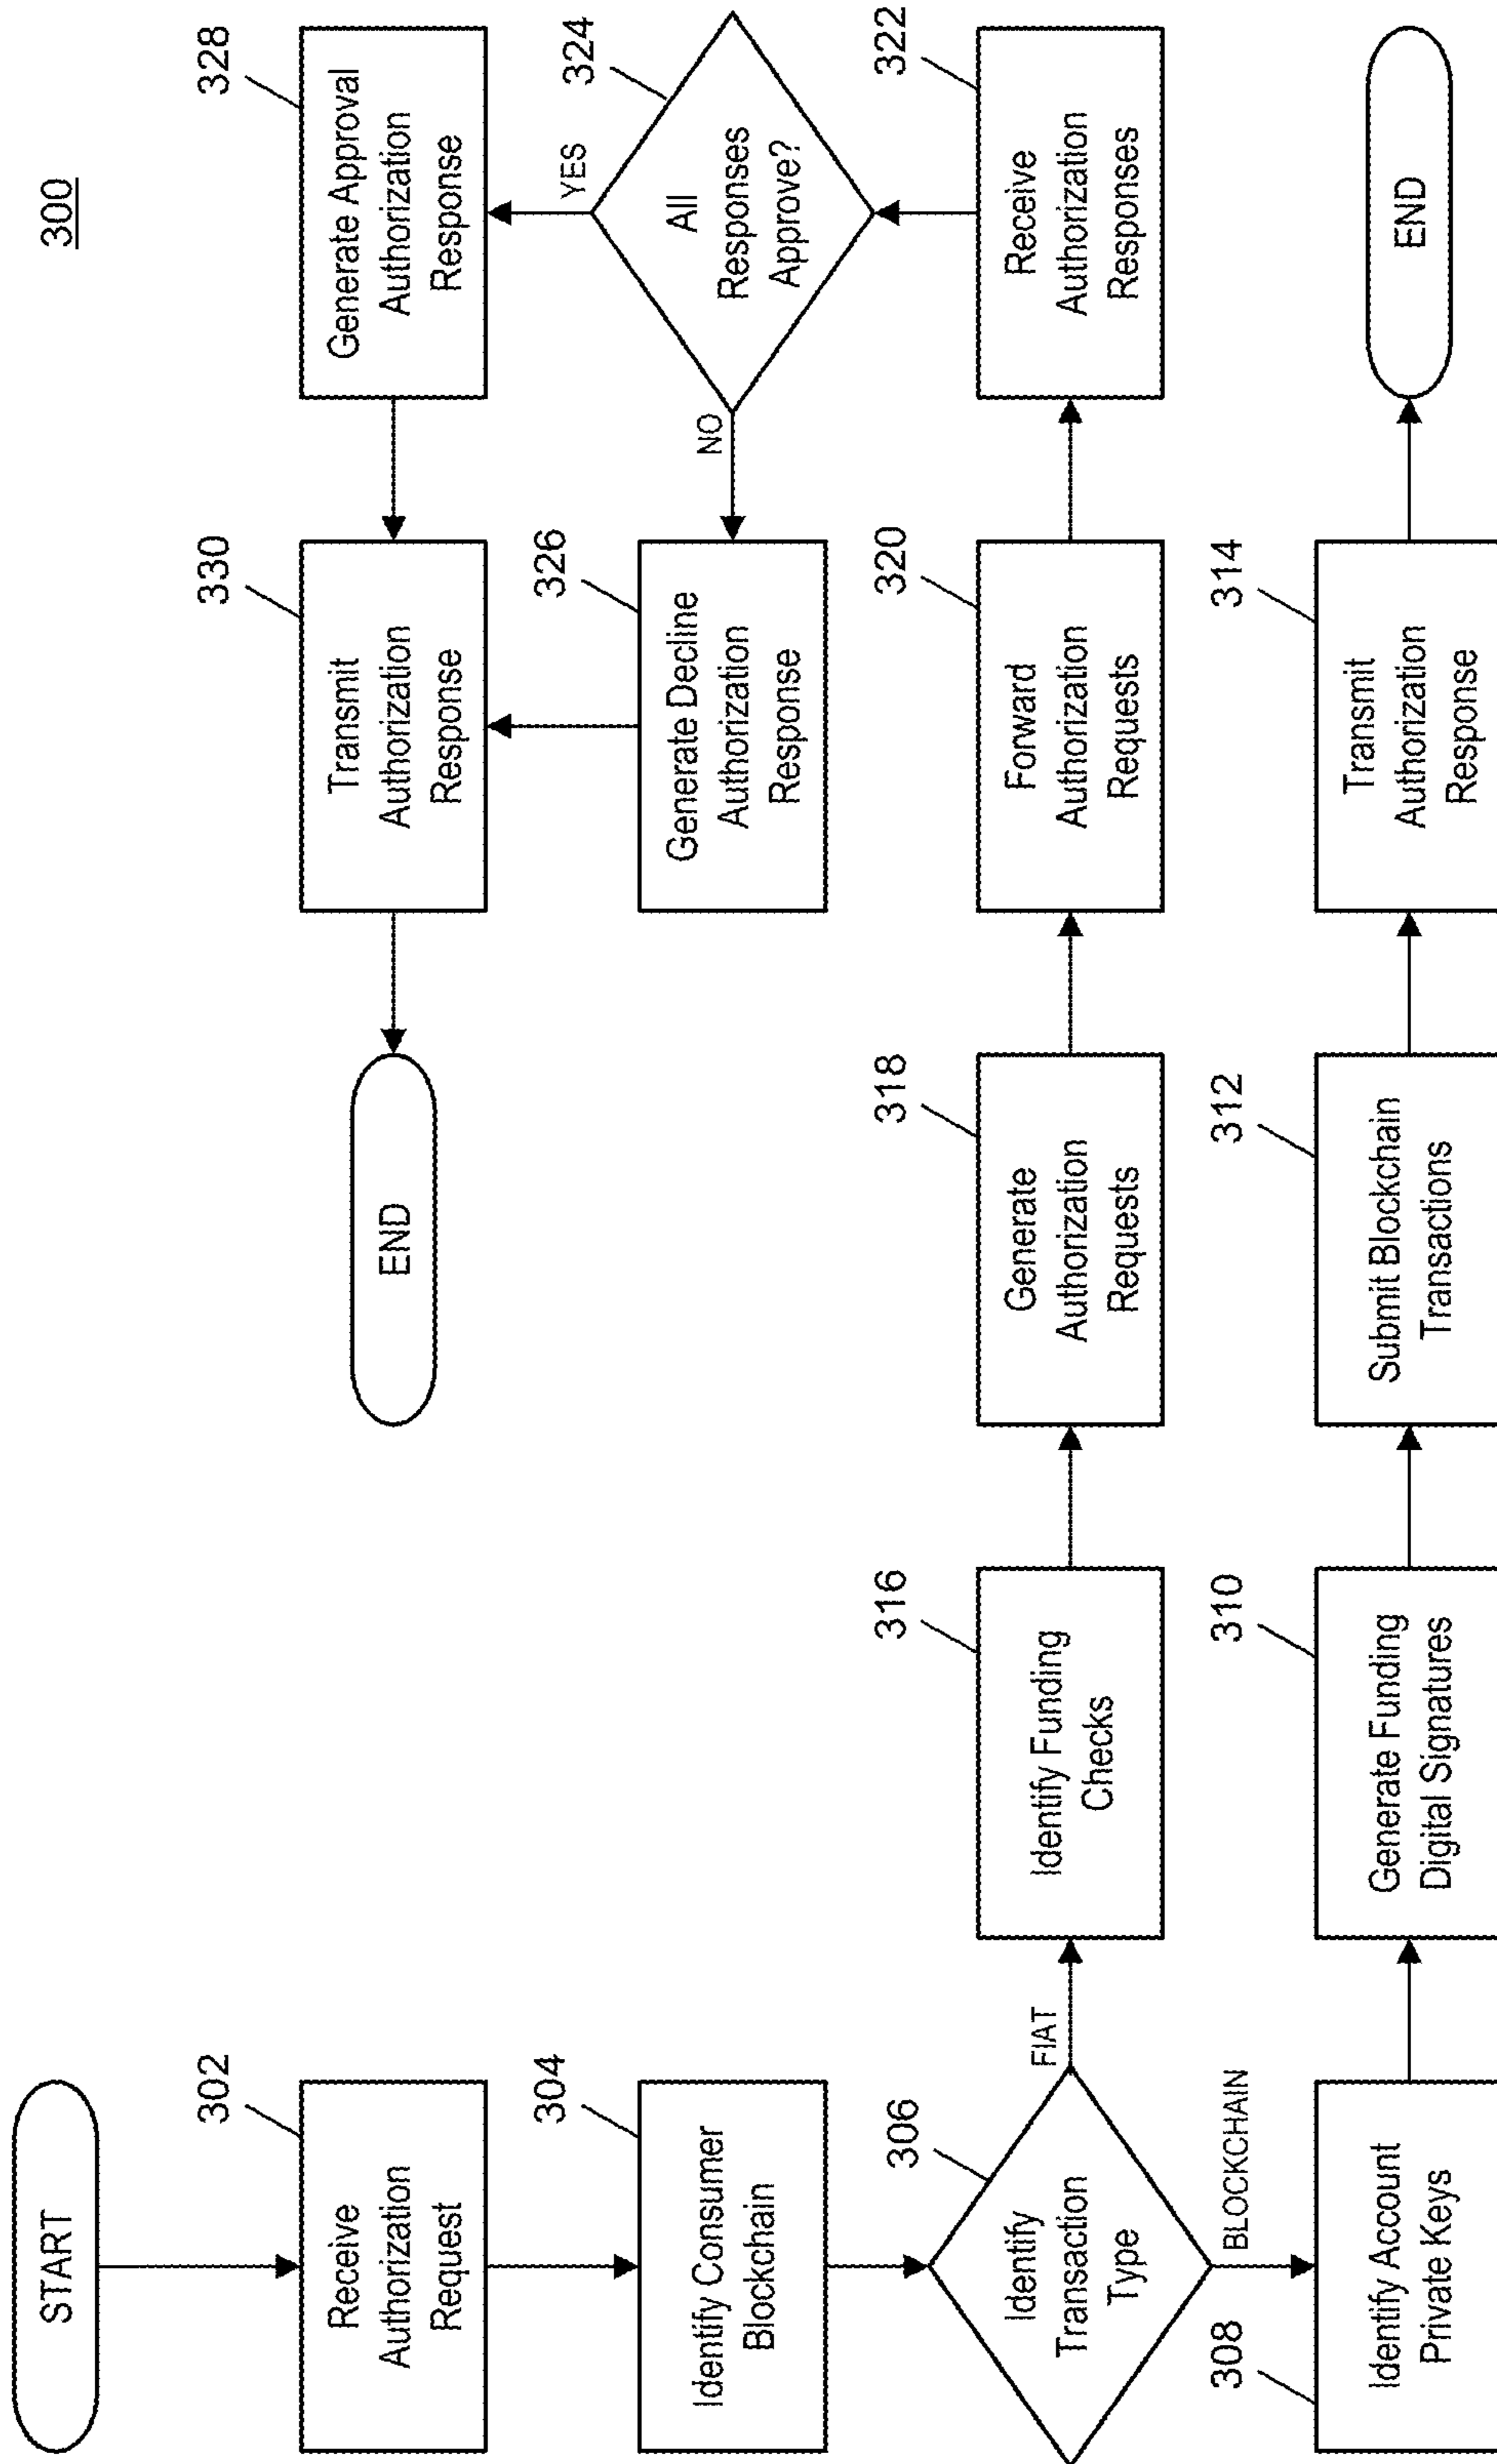 300
START
302
Receive
Authorization
Request
304
Identify Consumer
Blockchain
306
Identify
Transaction
Type
FIAT
BLOCKCHAIN
308
Identify Account
Private Keys
310
Generate Funding
Digital Signatures
312
Submit Blockchain
Transactions
314
Transmit
Authorization
Response
END
316
Identify Funding
Checks
318
Generate
Authorization
Requests
320
Forward
Authorization
Requests
322
Receive
Authorization
Responses
324
All
Responses
Approve?
NO
YES
326
Generate Decline
Authorization
Response
328
Generate Approval
Authorization
Response
330
Transmit
Authorization
Response
END